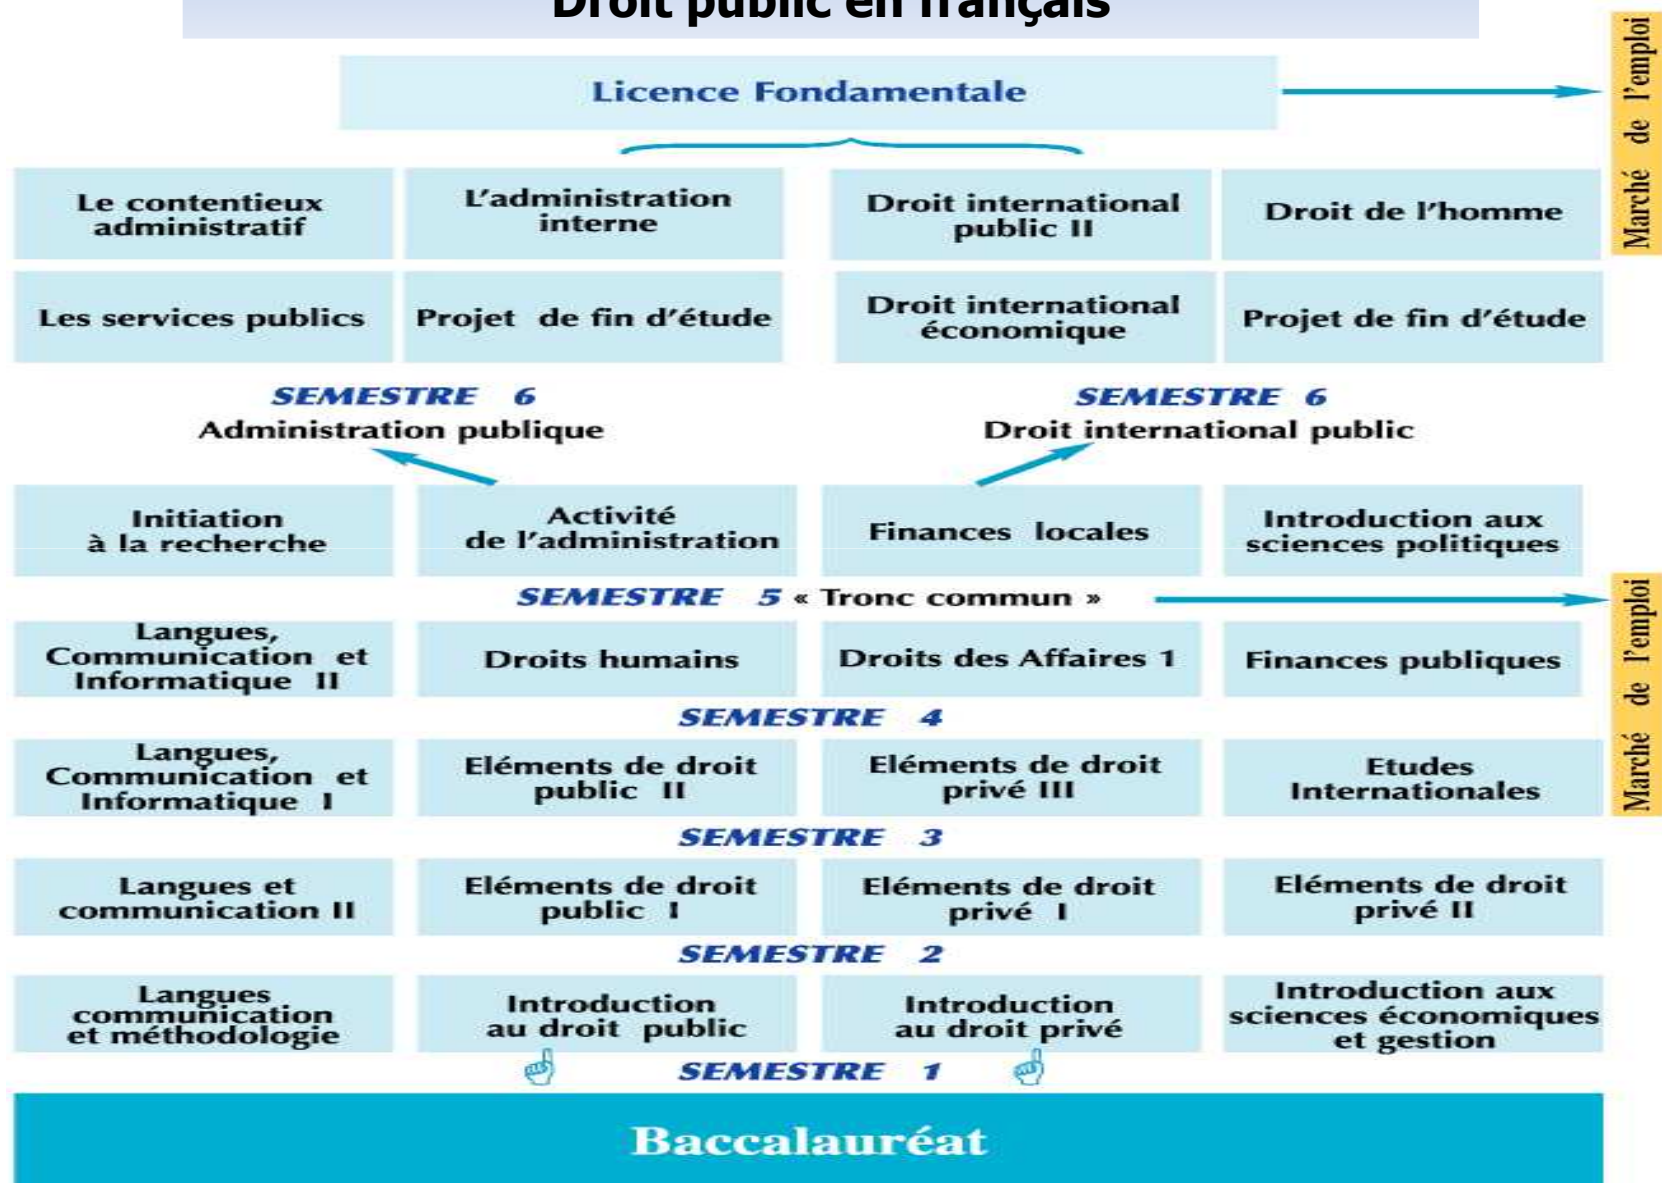 Droit public en français
Licence Fondamentale
Marché de l'emploi
Le contentieux
administratif
L'administration
interne
Droit international
public II
Droit de l'homme
Les services publics
Projet de fin d'étude
Droit international
économique
Projet de fin d'étude
SEMESTRE 6
Administration publique
SEMESTRE 6
Droit international public
Initiation
à la recherche
Activité
de l'administration
Finances locales
Introduction aux
sciences politiques
SEMESTRE 5 « Tronc commun »
Marché de l'emploi
Langues,
Communication et
Informatique II
Droits humains
Droits des Affaires 1
Finances publiques
SEMESTRE 4
Langues,
Communication et
Informatique I
Eléments de droit
public II
Eléments de droit
privé III
Etudes
Internationales
SEMESTRE 3
Langues et
communication II
Eléments de droit
public I
Eléments de droit
privé I
Eléments de droit
privé II
SEMESTRE 2
Langues
communication
et méthodologie
Introduction
au droit public
Introduction
au droit privé
Introduction aux
sciences économiques
et gestion
SEMESTRE 1
Baccalauréat